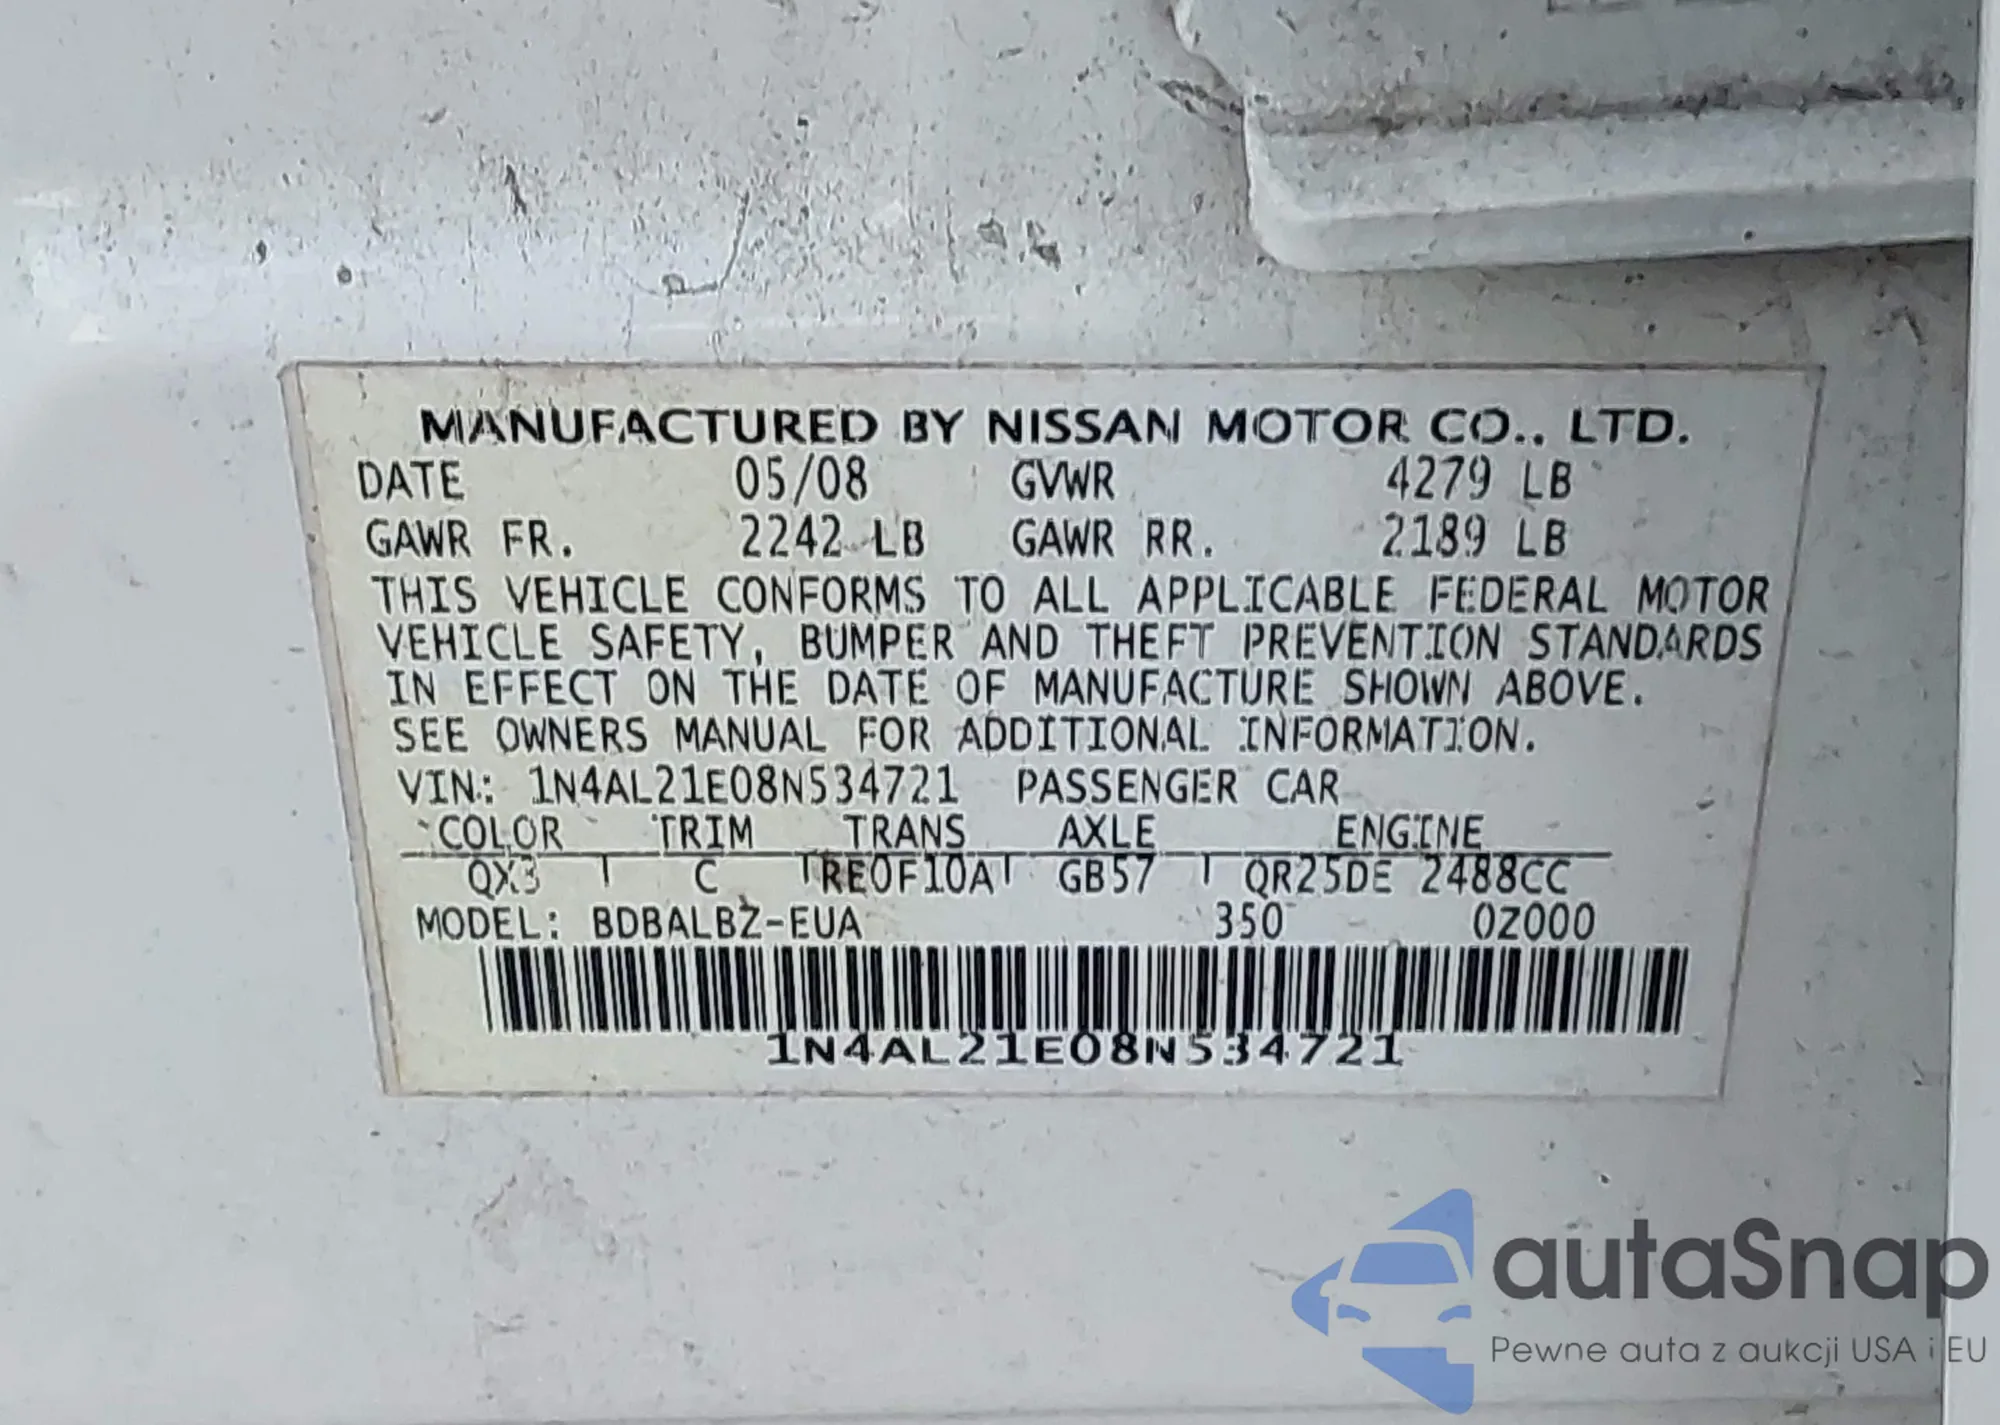 MANUFACTURED BY NISSAN MOTOR CO., LTD.
DATE 05/08 GVWR 4279 LB
GAWR FR. 2242 LB GAWR RR. 2189 LB
THIS VEHICLE CONFORMS TO ALL APPLICABLE FEDERAL MOTOR
VEHICLE SAFETY, BUMPER AND THEFT PREVENTION STANDARDS
IN EFFECT ON THE DATE OF MANUFACTURE SHOWN ABOVE.
SEE OWNERS MANUAL FOR ADDITIONAL INFORMATION.
VIN: 1N4AL21E08N534721 PASSENGER CAR
COLOR TRIM TRANS AXLE ENGINE
QX3 C RE0F10A GB57 QR25DE 2488CC
MODEL: BDBALBZ-EUA 350 0Z000
1N4AL21E08N534721
autaSnap
Pewne auta z aukcji USA i EU